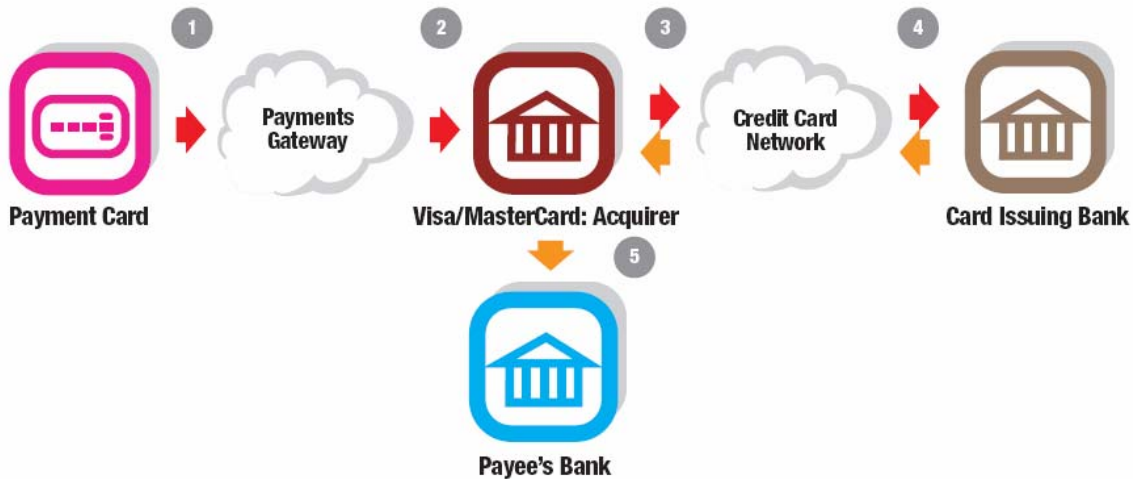 1
2
3
4
Payments
Gateway
Credit Card
Network
Payment Card
Visa/MasterCard: Acquirer
Card Issuing Bank
5
Payee's Bank